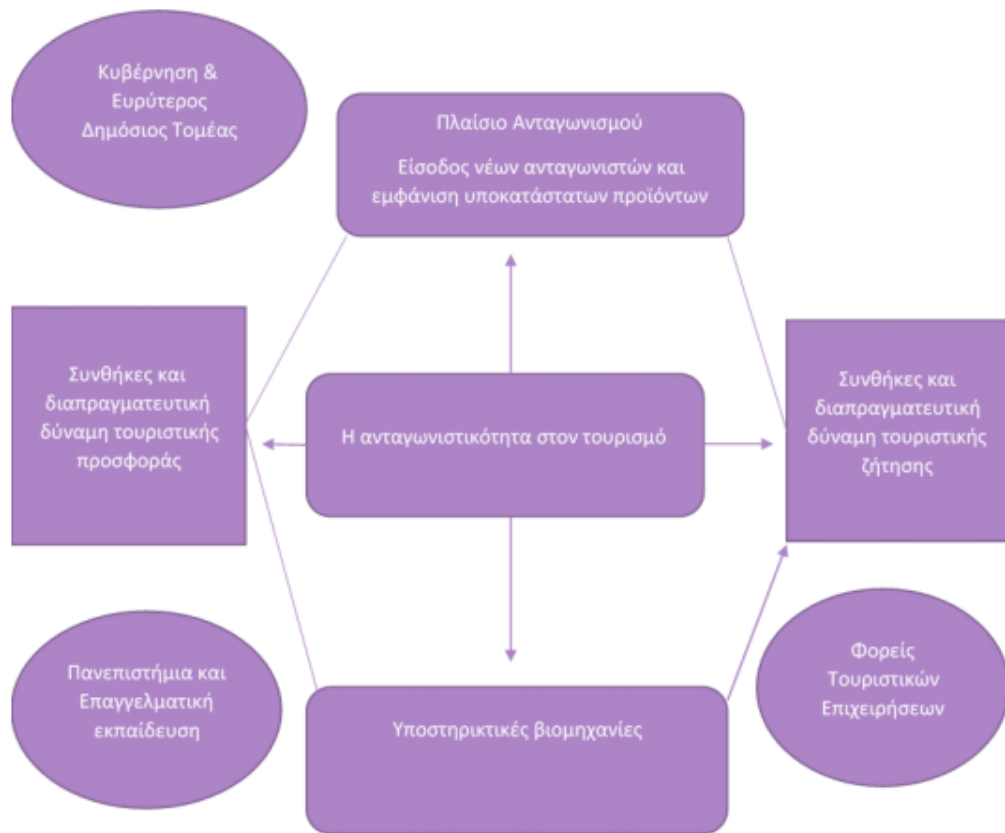 Κυβέρνηση &
Ευρύτερος
Δημόσιος Τομέας
Πλαίσιο Ανταγωνισμού
Είσοδος νέων ανταγωνιστών και
εμφάνιση υποκατάστατων προϊόντων
Συνθήκες και
διαπραγματευτική
δύναμη τουριστικής
προσφοράς
Η ανταγωνιστικότητα στον τουρισμό
Συνθήκες και
διαπραγματευτική
δύναμη τουριστικής
ζήτησης
Πανεπιστήμια και
Επαγγελματική
εκπαίδευση
Υποστηρικτικές βιομηχανίες
Φορείς
Τουριστικών
Επιχειρήσεων